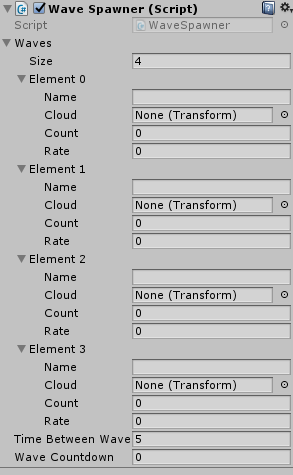 Wave Spawner (Script)
Script WaveSpawner
Waves
Size 4
Element 0
Name
Cloud None (Transform)
Count 0
Rate 0
Element 1
Name
Cloud None (Transform)
Count 0
Rate 0
Element 2
Name
Cloud None (Transform)
Count 0
Rate 0
Element 3
Name
Cloud None (Transform)
Count 0
Rate 0
Time Between Wave 5
Wave Countdown 0